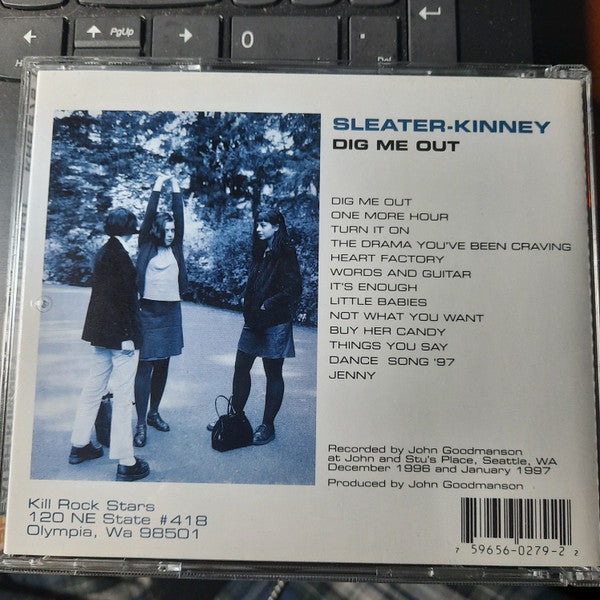 PgUp
0
Del
SLEATER-KINNEY
DIG ME OUT
DIG ME OUT
ONE MORE HOUR
TURN IT ON
THE DRAMA YOU'VE BEEN CRAVING
HEART FACTORY
WORDS AND GUITAR
IT'S ENOUGH
LITTLE BABIES
NOT WHAT YOU WANT
BUY HER CANDY
THINGS YOU SAY
DANCE SONG '97
JENNY
Recorded by John Goodmanson
at John and Stu's Place, Seattle, WA
December 1996 and January 1997
Produced by John Goodmanson
Kill Rock Stars
120 NE State #418
Olympia, Wa 98501
7 59656-0279-2 2